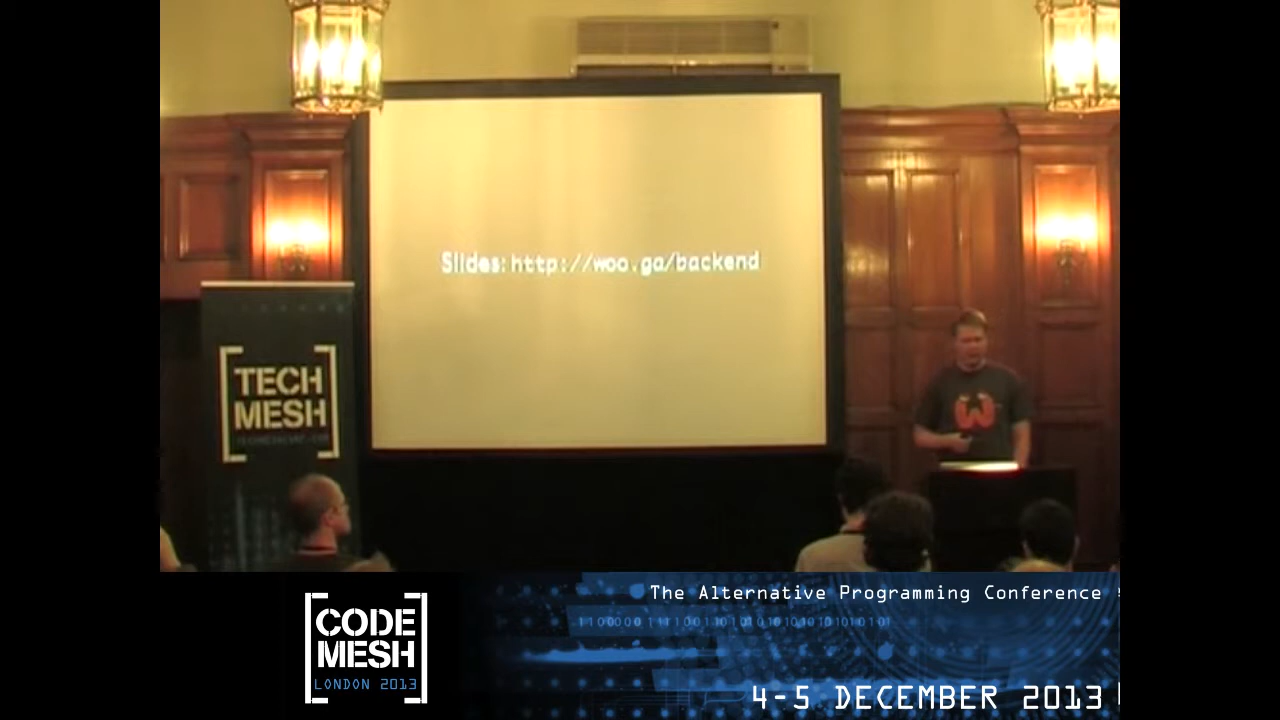 Slides: http://woo.ga/backend
TECH
MESH
W
CODE
MESH
LONDON 2013
The Alternative Programming Conference
4-5 DECEMBER 2013